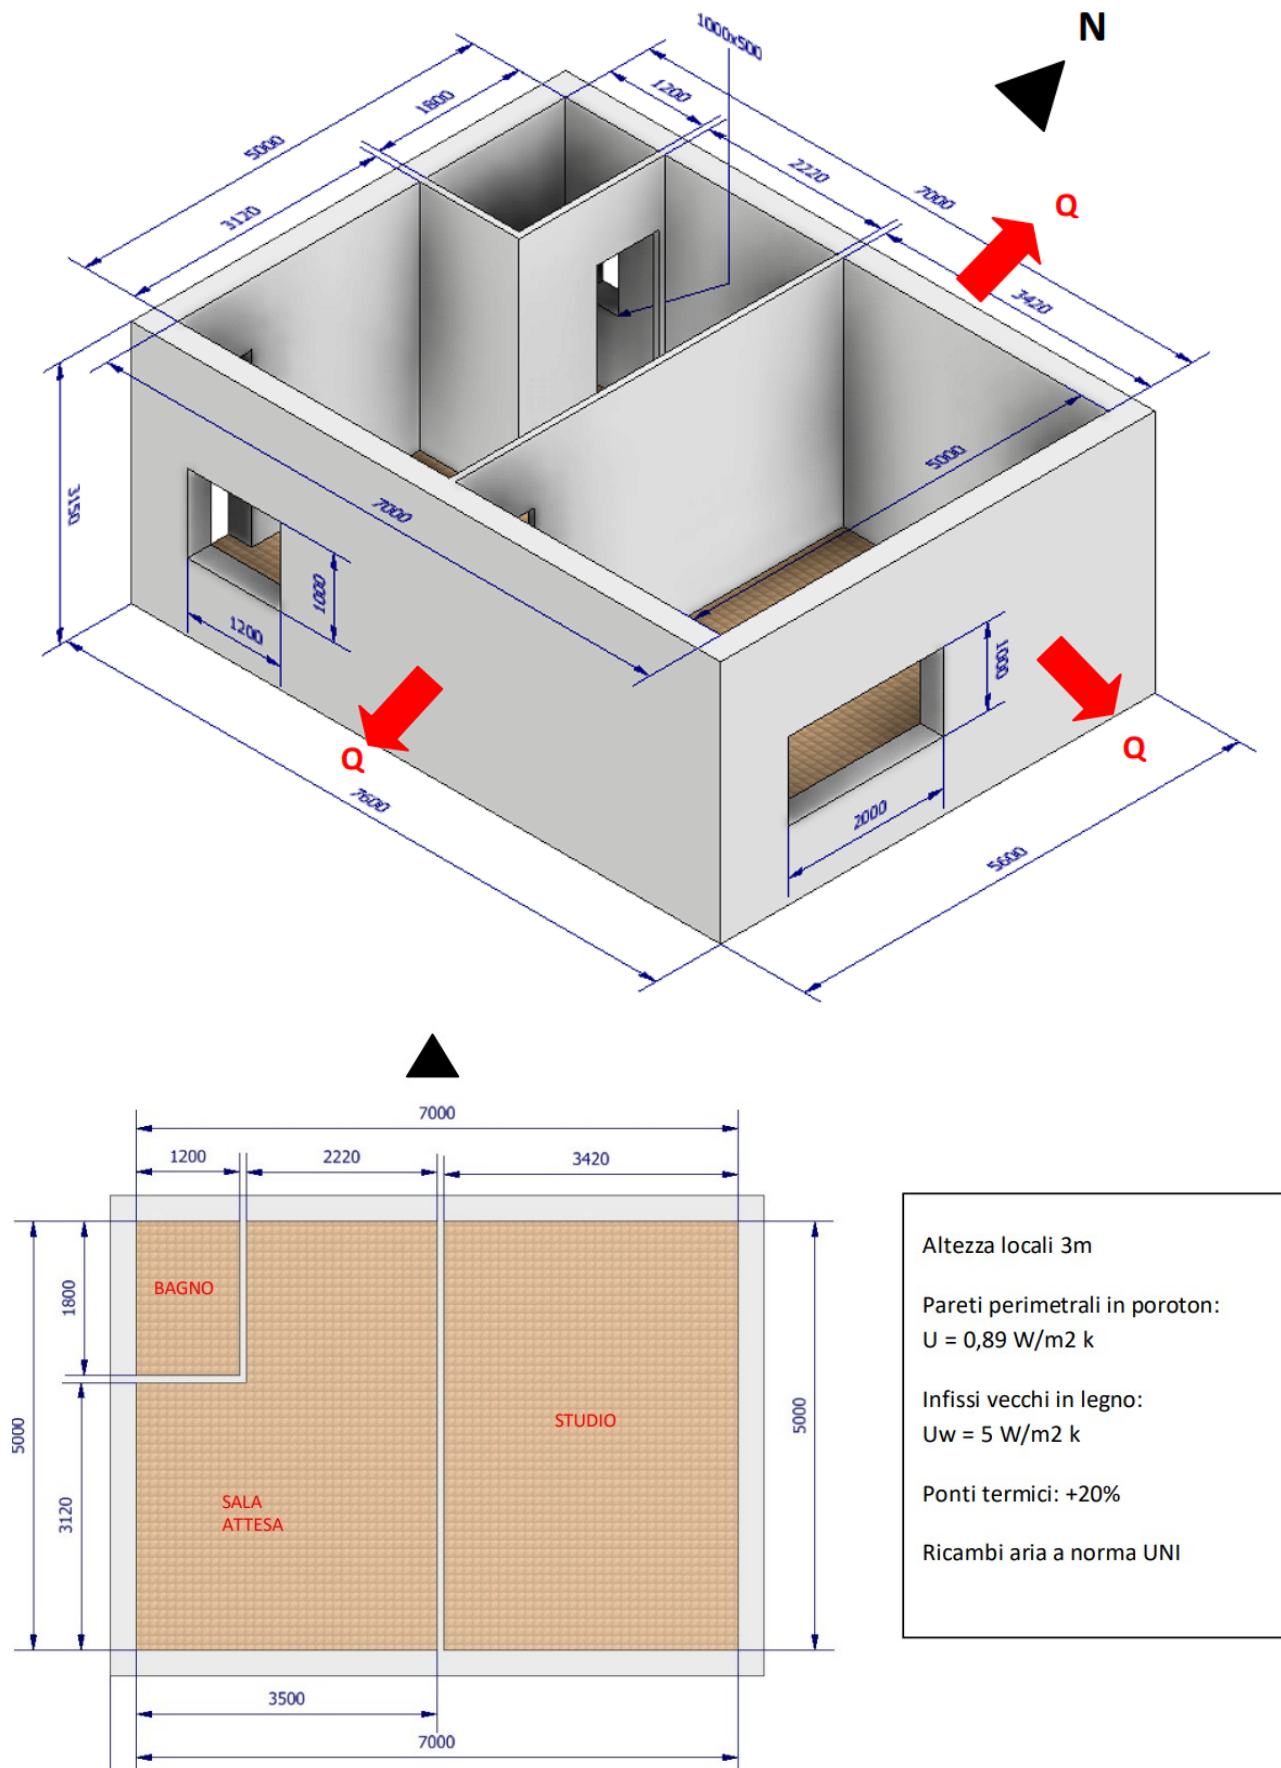 N
1000x500
1200
1800
5000
2220
7000
Q
3120
3420
5000
3150
7000
1000
1200
1000
Q
Q
2000
7600
5600
7000
1200
2220
3420
BAGNO
1800
5000
STUDIO
5000
SALA
ATTESA
3120
3500
7000
Altezza locali 3m
Pareti perimetrali in poroton:
U = 0,89 W/m2 k
Infissi vecchi in legno:
Uw = 5 W/m2 k
Ponti termici: +20%
Ricambi aria a norma UNI